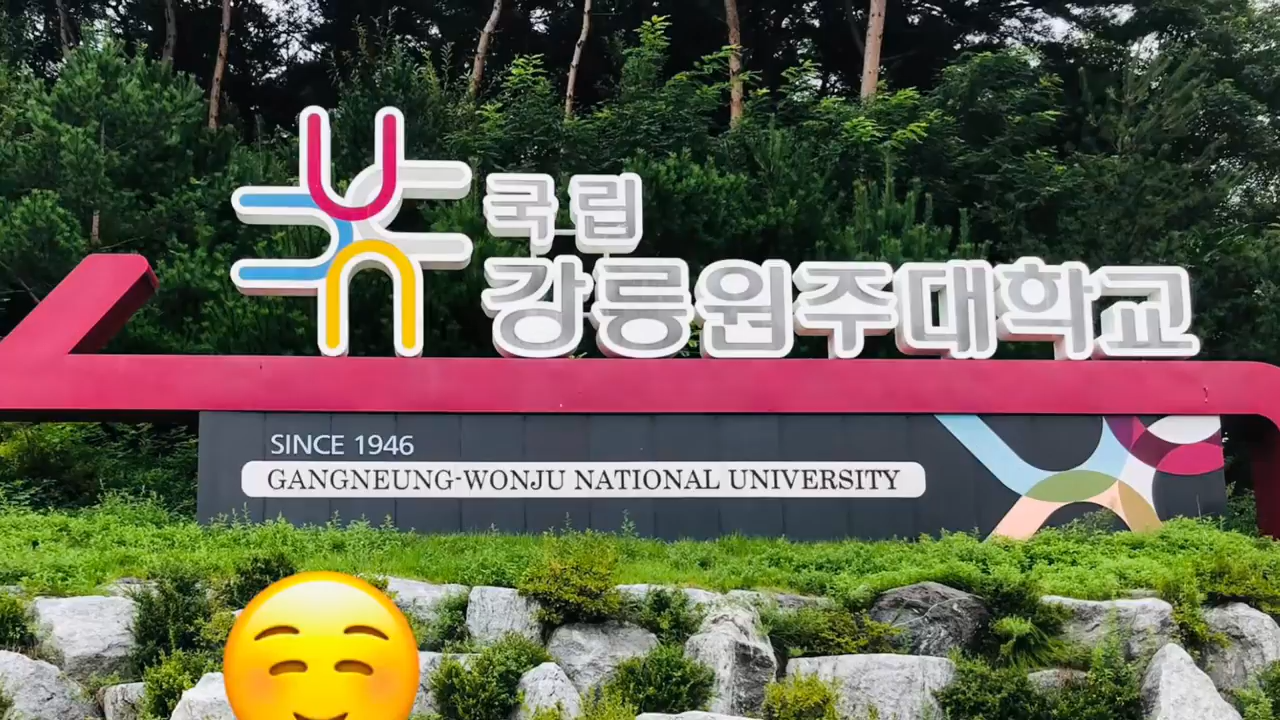 국립
강릉원주대학교
SINCE 1946
GANGNEUNG-WONJU NATIONAL UNIVERSITY